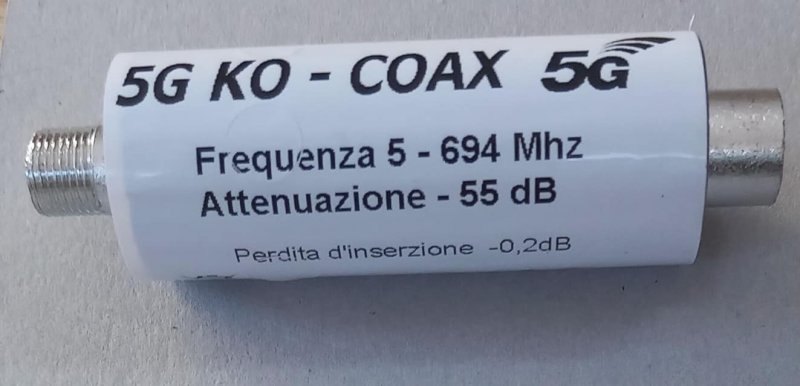 5G KO - COAX 5G
Frequenza 5 - 694 Mhz
Attenuazione - 55 dB
Perdita d'inserzione -0,2dB